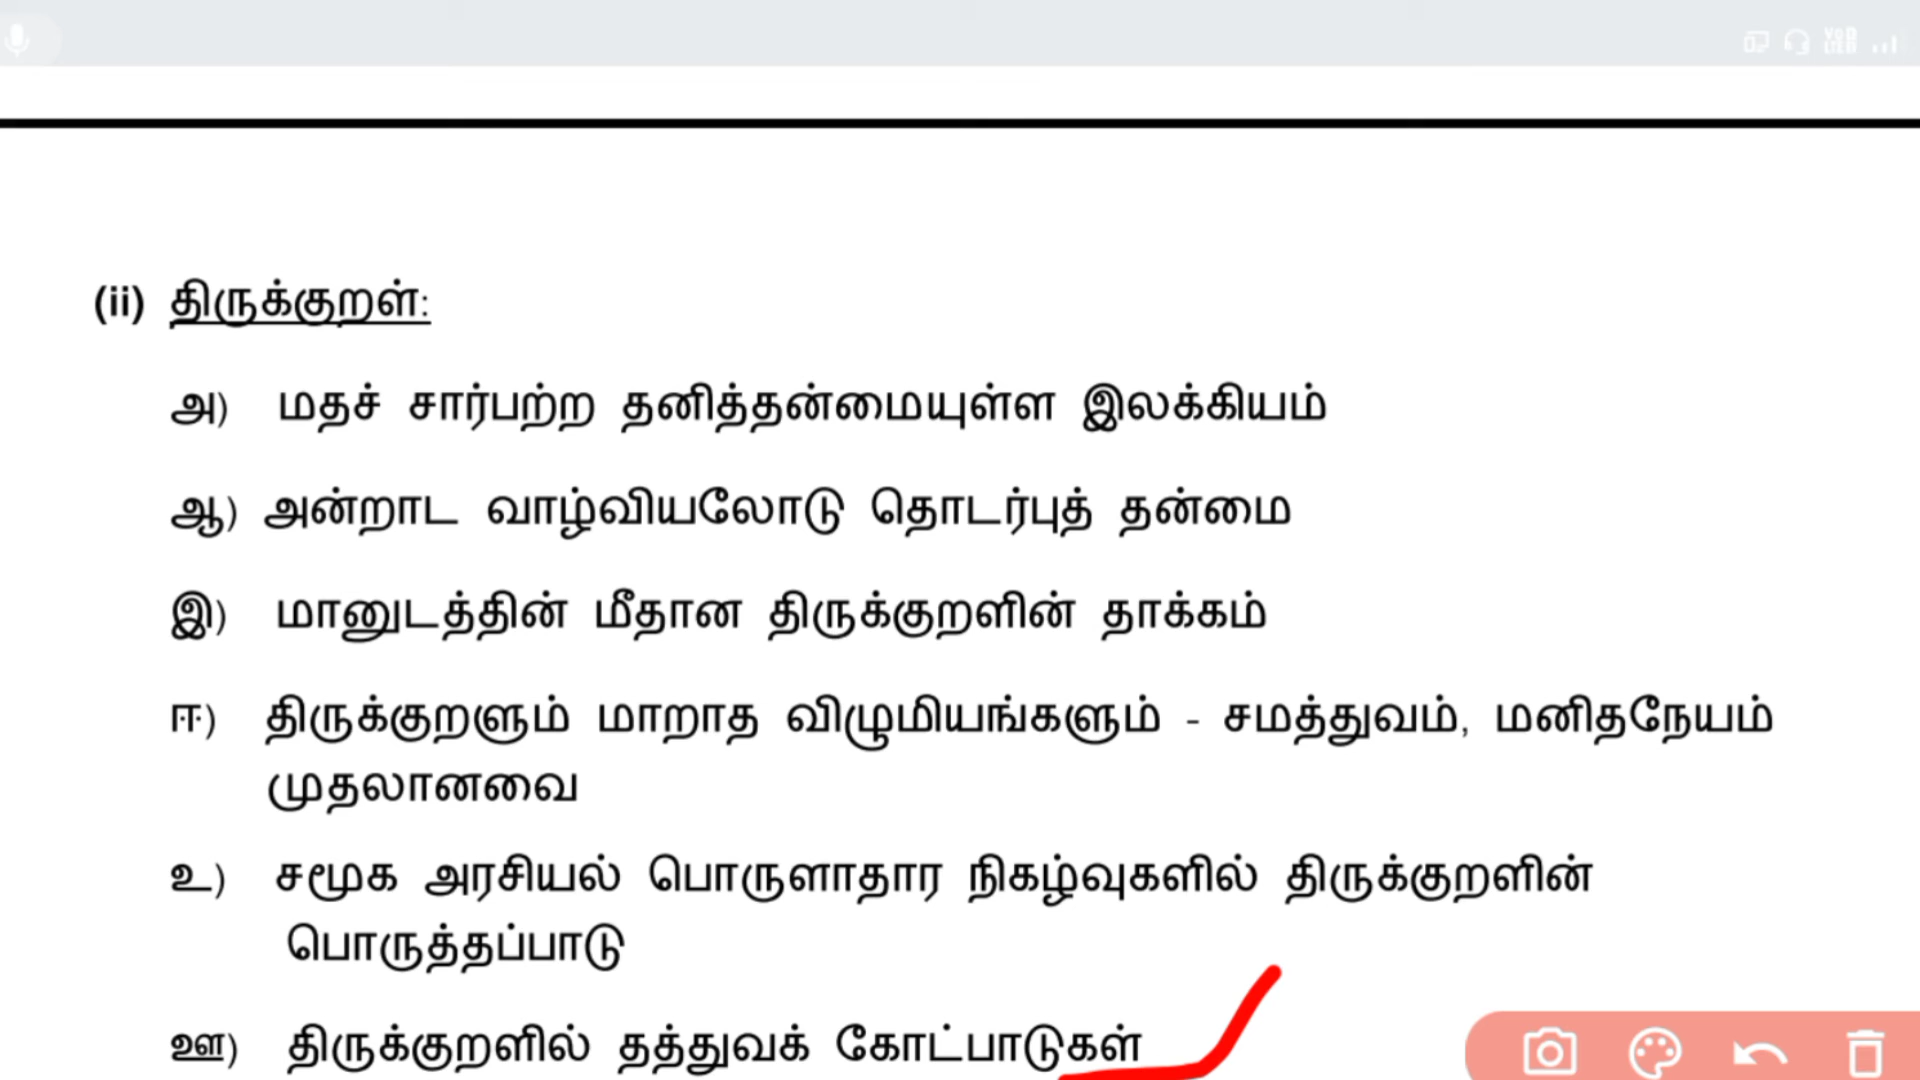 (ii) திருக்குறள்:
அ) மதச் சார்பற்ற தனித்தன்மையுள்ள இலக்கியம்
ஆ) அன்றாட வாழ்வியலோடு தொடர்புத் தன்மை
இ) மானுடத்தின் மீதான திருக்குறளின் தாக்கம்
ஈ) திருக்குறளும் மாறாத விழுமியங்களும் - சமத்துவம், மனிதநேயம்
முதலானவை
உ) சமூக அரசியல் பொருளாதார நிகழ்வுகளில் திருக்குறளின்
பொருத்தப்பாடு
ஊ) திருக்குறளில் தத்துவக் கோட்பாடுகள்